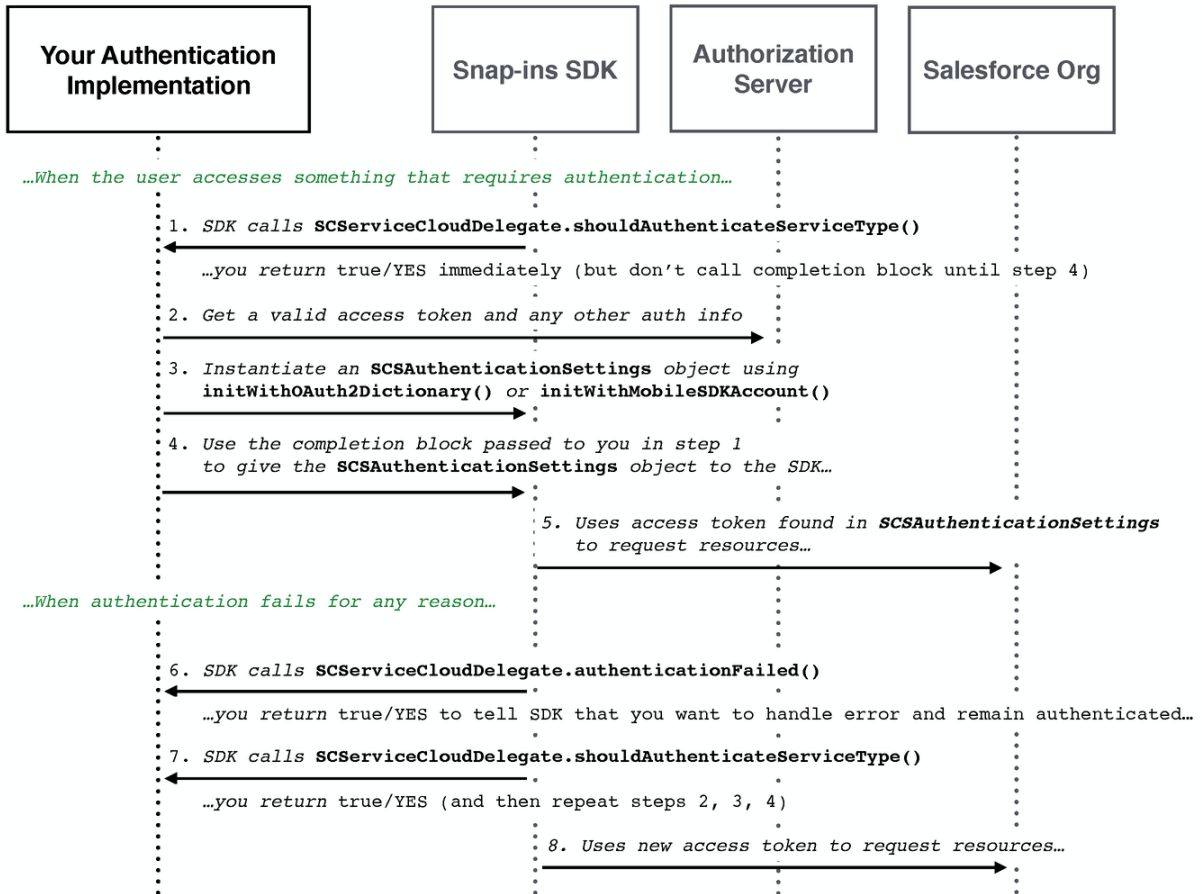 Your Authentication
Implementation
Snap-ins SDK
Authorization
Server
Salesforce Org
…When the user accesses something that requires authentication…
1. SDK calls SCServiceCloudDelegate.shouldAuthenticateServiceType()
…you return true/YES immediately (but don’t call completion block until step 4)
2. Get a valid access token and any other auth info
3. Instantiate an SCSAuthenticationSettings object using
initWithOAuth2Dictionary() or initWithMobileSDKAccount()
4. Use the completion block passed to you in step 1
to give the SCSAuthenticationSettings object to the SDK…
5. Uses access token found in SCSAuthenticationSettings
to request resources…
…When authentication fails for any reason…
6. SDK calls SCServiceCloudDelegate.authenticationFailed()
…you return true/YES to tell SDK that you want to handle error and remain authenticated…
7. SDK calls SCServiceCloudDelegate.shouldAuthenticateServiceType()
…you return true/YES (and then repeat steps 2, 3, 4)
8. Uses new access token to request resources…